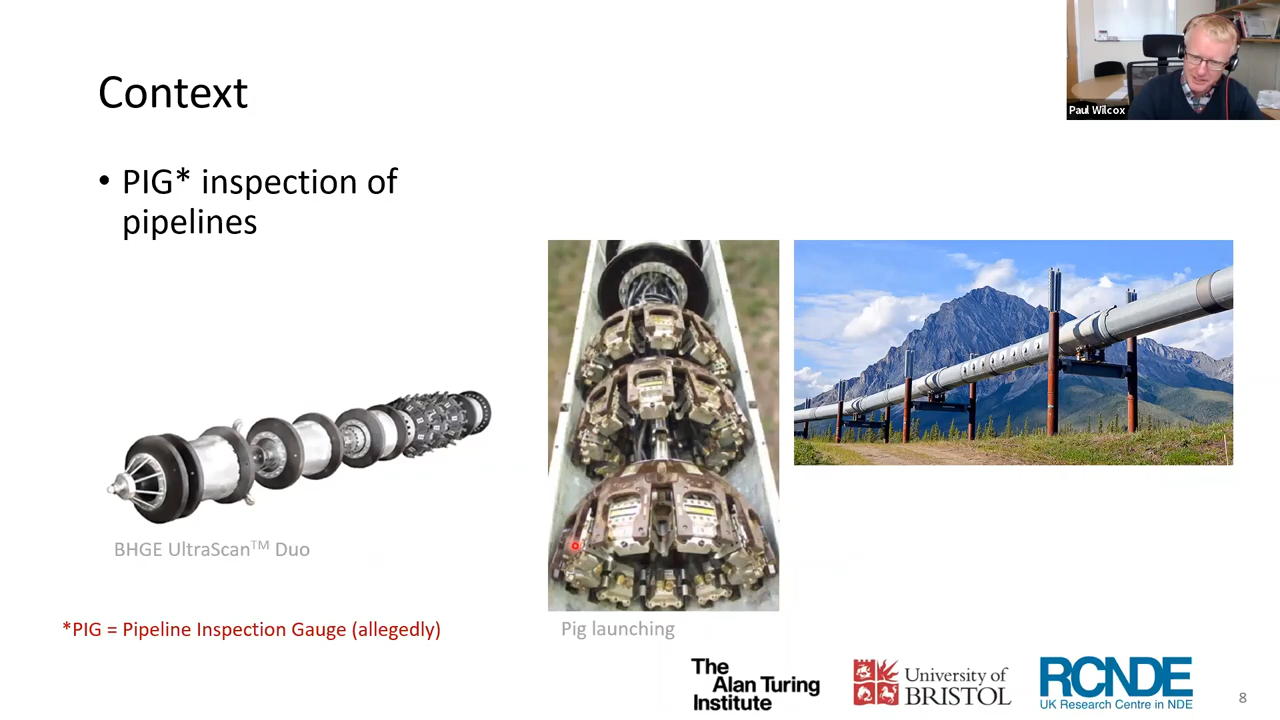 Context
Paul Wilcox
• PIG* inspection of
pipelines
BHGE UltraScan™ Duo
*PIG = Pipeline Inspection Gauge (allegedly)
Pig launching
The
Alan Turing
Institute
University of
BRISTOL
RCNDE
UK Research Centre in NDE
8